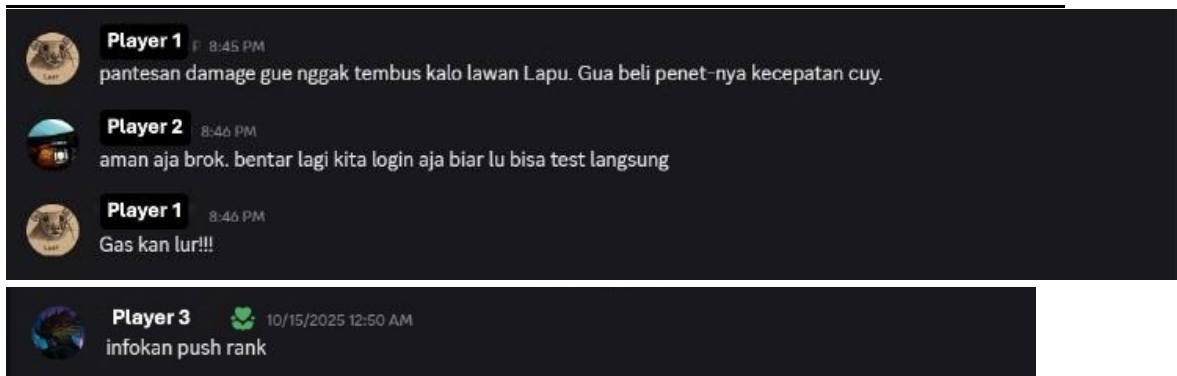 Player 1 8:45 PM
pantesan damage gue nggak tembus kalo lawan Lapu. Gua beli penet-nya kecepatan cuy.
Player 2 8:46 PM
aman aja brok. bentar lagi kita login aja biar lu bisa test langsung
Player 1 8:46 PM
Gas kan lur!!!
Player 3 10/15/2025 12:50 AM
infokan push rank